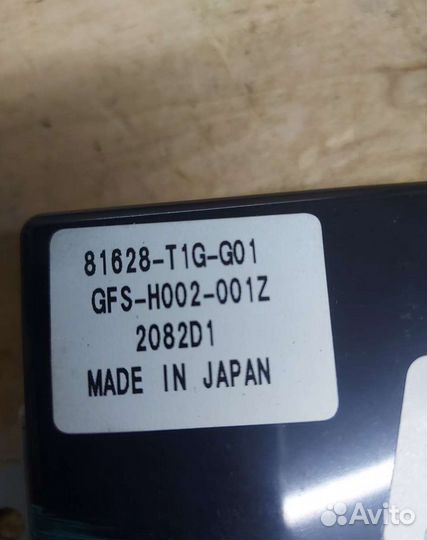 81628-T1G-G01
GFS-H002-001Z
2082D1
MADE IN JAPAN
Avito